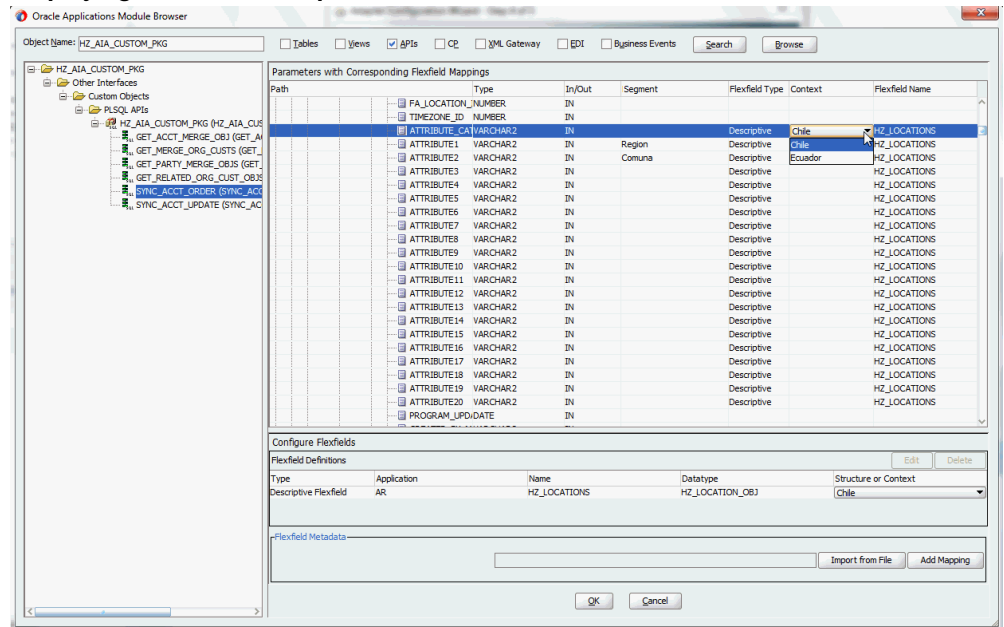 Oracle Applications Module Browser
Object Name: HZ_AIA_CUSTOM_PKG Tables Views APIs CP XML Gateway EDI Business Events Search Browse
HZ_AIA_CUSTOM_PKG
Other Interfaces
Custom Objects
PLSQL APIs
HZ_AIA_CUSTOM_PKG (HZ_AIA_CUS
GET_ACCT_MERGE_OBJ (GET_A
GET_MERGE_ORG_CUSTS (GET_
GET_PARTY_MERGE_OBJS (GET_
GET_RELATED_ORG_CUST_OBJS
SYNC_ACCT_ORDER (SYNC_ACC
SYNC_ACCT_UPDATE (SYNC_AC
Parameters with Corresponding Flexfield Mappings
Path Type In/Out Segment Flexfield Type Context Flexfield Name
FA_LOCATION_ NUMBER IN
TIMEZONE_ID NUMBER IN
ATTRIBUTE_CAT VARCHAR2 IN Descriptive Chile HZ_LOCATIONS
ATTRIBUTE1 VARCHAR2 IN Region Descriptive Chile HZ_LOCATIONS
ATTRIBUTE2 VARCHAR2 IN Comuna Descriptive Ecuador HZ_LOCATIONS
ATTRIBUTE3 VARCHAR2 IN Descriptive HZ_LOCATIONS
ATTRIBUTE4 VARCHAR2 IN Descriptive HZ_LOCATIONS
ATTRIBUTE5 VARCHAR2 IN Descriptive HZ_LOCATIONS
ATTRIBUTE6 VARCHAR2 IN Descriptive HZ_LOCATIONS
ATTRIBUTE7 VARCHAR2 IN Descriptive HZ_LOCATIONS
ATTRIBUTE8 VARCHAR2 IN Descriptive HZ_LOCATIONS
ATTRIBUTE9 VARCHAR2 IN Descriptive HZ_LOCATIONS
ATTRIBUTE10 VARCHAR2 IN Descriptive HZ_LOCATIONS
ATTRIBUTE11 VARCHAR2 IN Descriptive HZ_LOCATIONS
ATTRIBUTE12 VARCHAR2 IN Descriptive HZ_LOCATIONS
ATTRIBUTE13 VARCHAR2 IN Descriptive HZ_LOCATIONS
ATTRIBUTE14 VARCHAR2 IN Descriptive HZ_LOCATIONS
ATTRIBUTE15 VARCHAR2 IN Descriptive HZ_LOCATIONS
ATTRIBUTE16 VARCHAR2 IN Descriptive HZ_LOCATIONS
ATTRIBUTE17 VARCHAR2 IN Descriptive HZ_LOCATIONS
ATTRIBUTE18 VARCHAR2 IN Descriptive HZ_LOCATIONS
ATTRIBUTE19 VARCHAR2 IN Descriptive HZ_LOCATIONS
ATTRIBUTE20 VARCHAR2 IN Descriptive HZ_LOCATIONS
PROGRAM_UPD DATE IN
Configure Flexfields
Flexfield Definitions Edit Delete
Type Application Name Datatype Structure or Context
Descriptive Flexfield AR HZ_LOCATIONS HZ_LOCATION_OBJ Chile
Flexfield Metadata
Import from File Add Mapping
OK Cancel